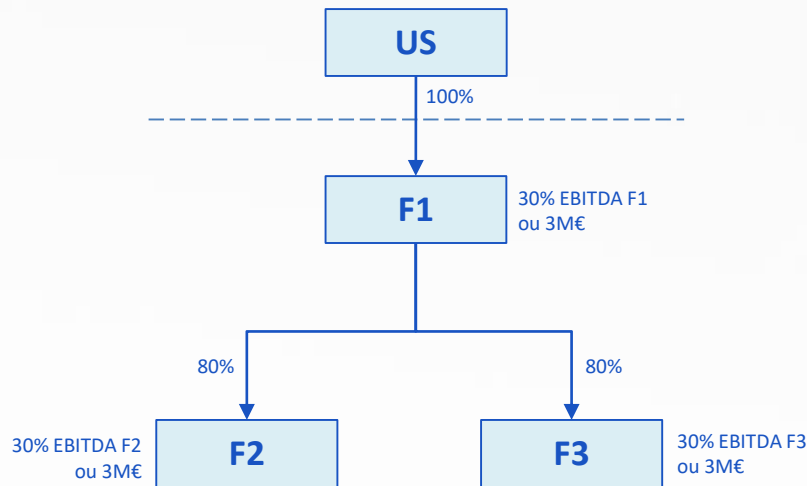 US
100%
F1
30% EBITDA F1
ou 3M€
80%
80%
30% EBITDA F2
ou 3M€
F2
F3
30% EBITDA F3
ou 3M€